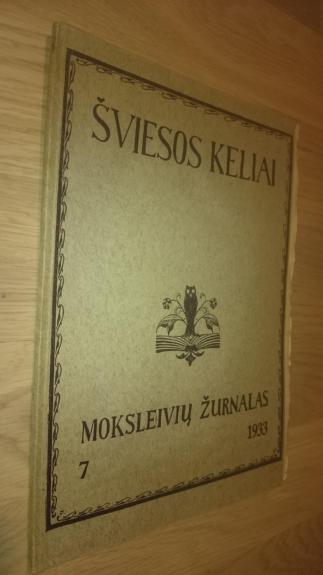 ŠVIESOS KELIAI
MOKSLEIVIŲ ŽURNALAS
7 1933